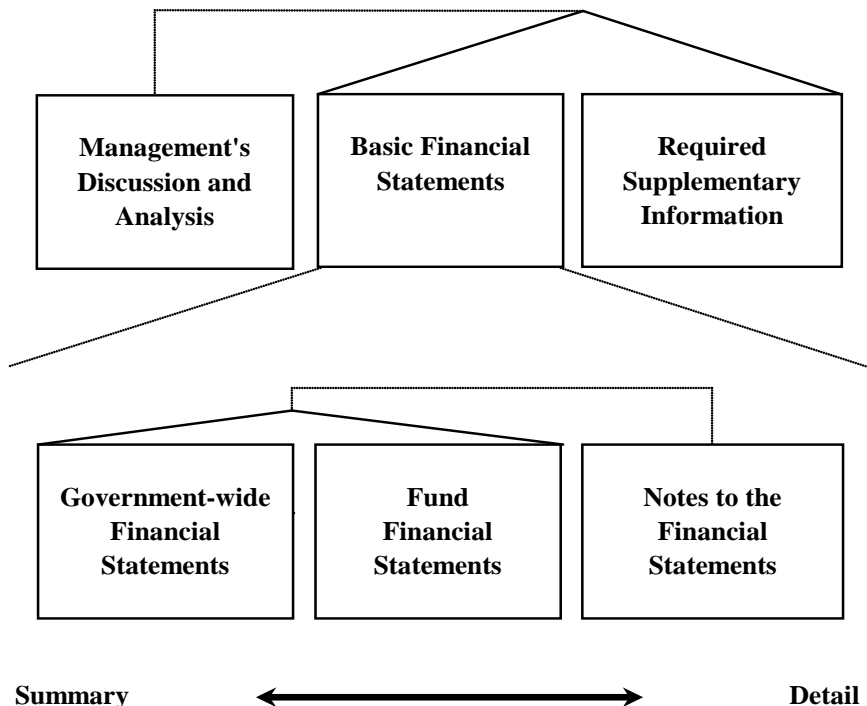 Management's
Discussion and
Analysis
Basic Financial
Statements
Required
Supplementary
Information
Government-wide
Financial
Statements
Fund
Financial
Statements
Notes to the
Financial
Statements
Summary
Detail